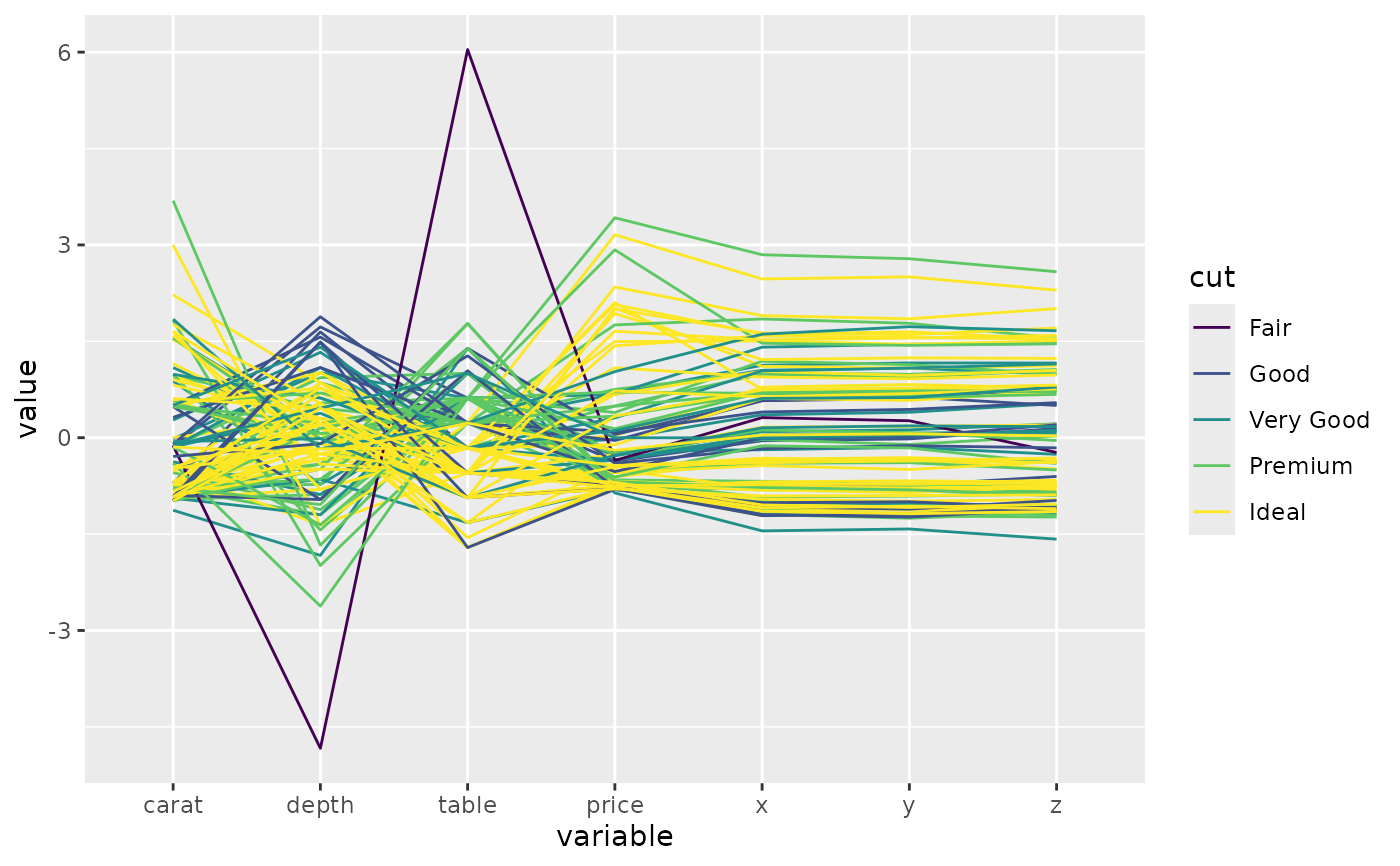 6
3
0
-3
value
carat depth table price x y z
variable
cut
Fair
Good
Very Good
Premium
Ideal